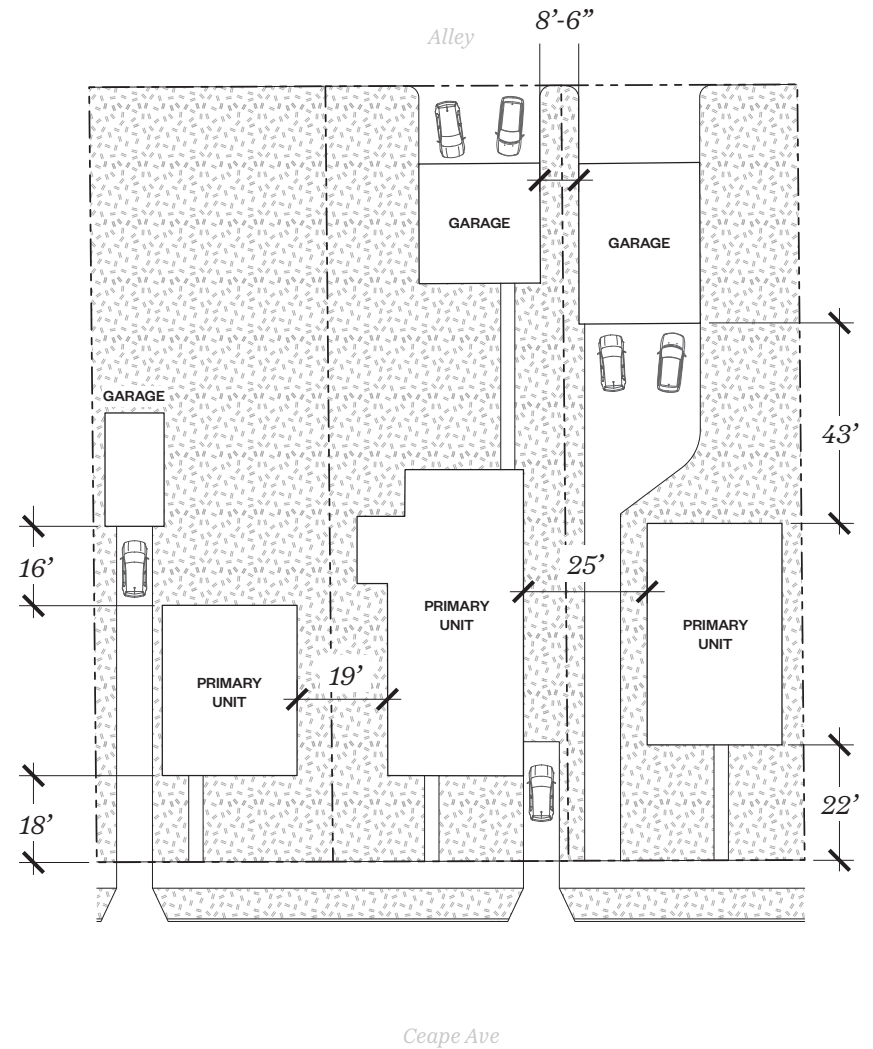 8’-6”
Alley
GARAGE
GARAGE
GARAGE
43’
16’
25’
PRIMARY
UNIT
PRIMARY
UNIT
19’
PRIMARY
UNIT
22’
18’
Ceape Ave